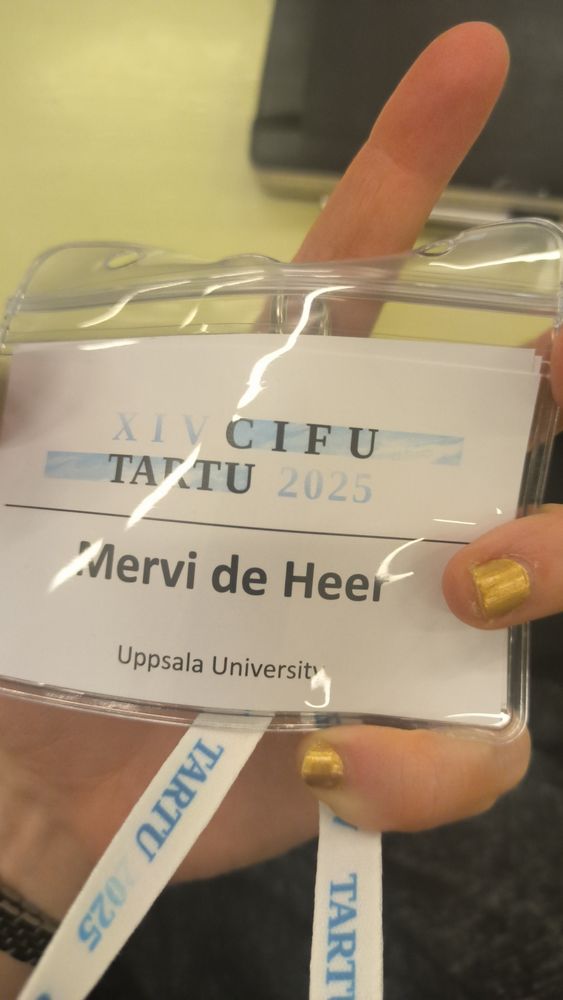 XIV CIFU
TARTU 2025
Mervi de Heer
Uppsala University
TARTU 2025
TARTU